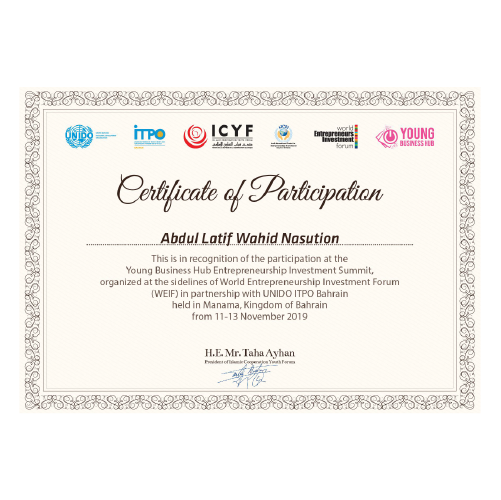 UNIDO
ITPO
ICYF
world
Entrepreneurs
Investment
forum
YOUNG
BUSINESS HUB
Certificate of Participation
Abdul Latif Wahid Nasution
This is in recognition of the participation at the
Young Business Hub Entrepreneurship Investment Summit,
organized at the sidelines of World Entrepreneurship Investment Forum
(WEIF) in partnership with UNIDO ITPO Bahrain
held in Manama, Kingdom of Bahrain
from 11-13 November 2019
H.E. Mr. Taha Ayhan
President of Islamic Cooperation Youth Forum